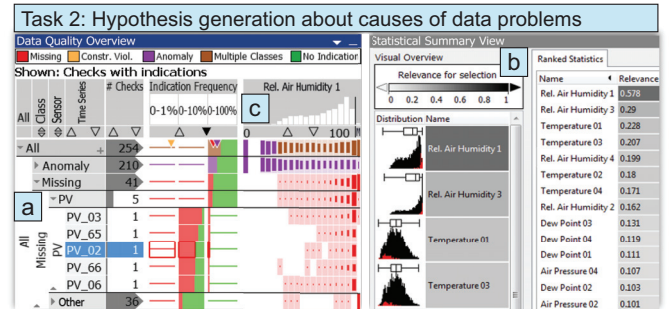 Task 2: Hypothesis generation about causes of data problems
Data Quality Overview
Missing Constr. Viol. Anomaly Multiple Classes No Indicator
Shown: Checks with indications
All Class Sensor Time Series # Checks Indication Frequency Rel. Air Humidity 1
0-1% 0-10% 0-100%
c
0 100
All 254
Anomaly 210
Missing 41
PV 5
a
PV_03 1
PV_65 1
PV_02 1
PV_66 1
PV_06 1
Other 36
All Missing PV
Statistical Summary View
Visual Overview
b
Relevance for selection
0 0.2 0.4 0.6 0.8 1
Distribution Name
Rel. Air Humidity 1
Rel. Air Humidity 3
Temperature 01
Temperature 03
Ranked Statistics
Name Relevance
Rel. Air Humidity 1 0.578
Rel. Air Humidity 3 0.29
Temperature 01 0.228
Temperature 03 0.207
Rel. Air Humidity 4 0.199
Temperature 02 0.18
Temperature 04 0.171
Rel. Air Humidity 2 0.162
Dew Point 03 0.131
Dew Point 04 0.119
Dew Point 01 0.111
Air Pressure 04 0.107
Dew Point 02 0.103
Air Pressure 02 0.101